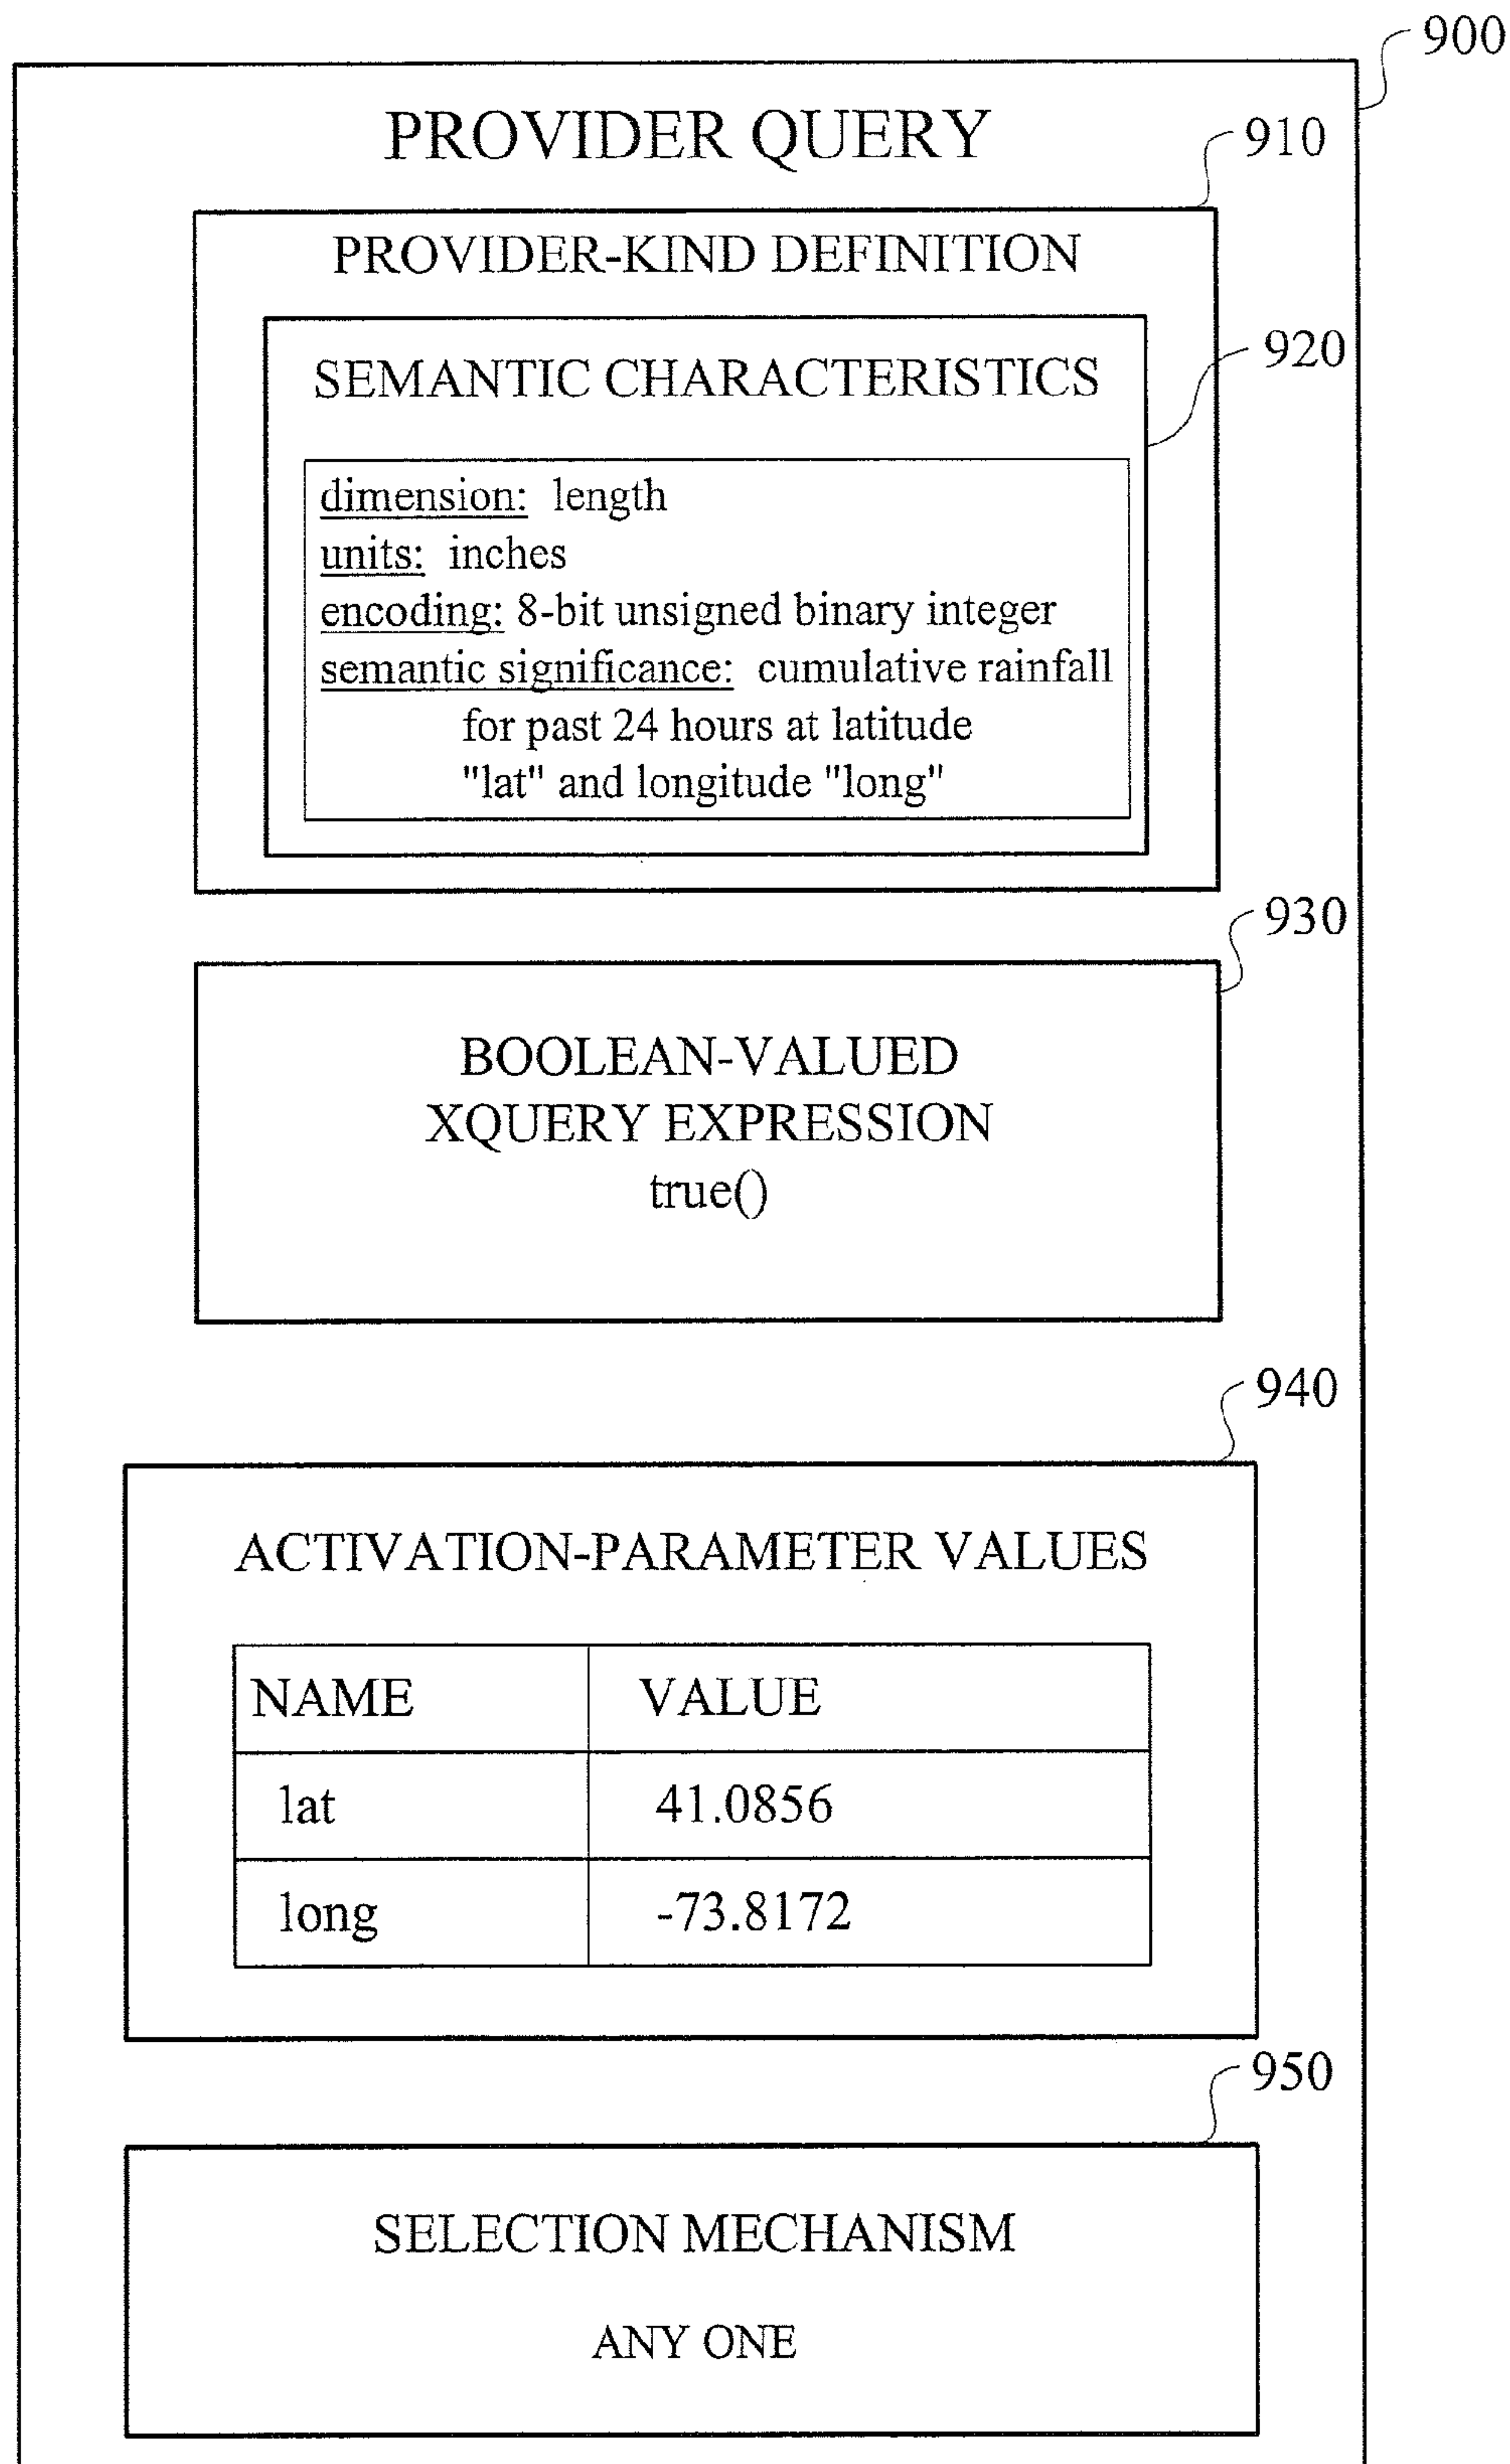 900
PROVIDER QUERY
910
PROVIDER-KIND DEFINITION
920
SEMANTIC CHARACTERISTICS
dimension: length
units: inches
encoding: 8-bit unsigned binary integer
semantic significance: cumulative rainfall
for past 24 hours at latitude
"lat" and longitude "long"
930
BOOLEAN-VALUED
XQUERY EXPRESSION
true()
940
ACTIVATION-PARAMETER VALUES
NAME VALUE
lat 41.0856
long -73.8172
950
SELECTION MECHANISM
ANY ONE